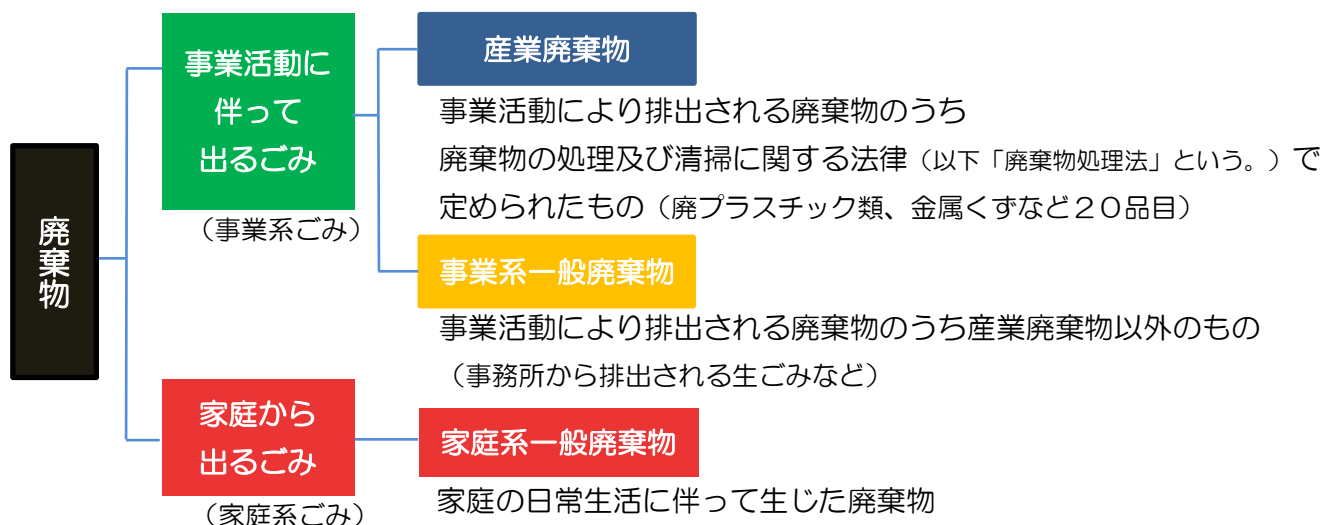 廃棄物
事業活動に
伴って
出るごみ
（事業系ごみ）
産業廃棄物
事業活動により排出される廃棄物のうち
廃棄物の処理及び清掃に関する法律（以下「廃棄物処理法」という。）で
定められたもの（廃プラスチック類、金属くずなど２０品目）
事業系一般廃棄物
事業活動により排出される廃棄物のうち産業廃棄物以外のもの
（事務所から排出される生ごみなど）
家庭から
出るごみ
（家庭系ごみ）
家庭系一般廃棄物
家庭の日常生活に伴って生じた廃棄物